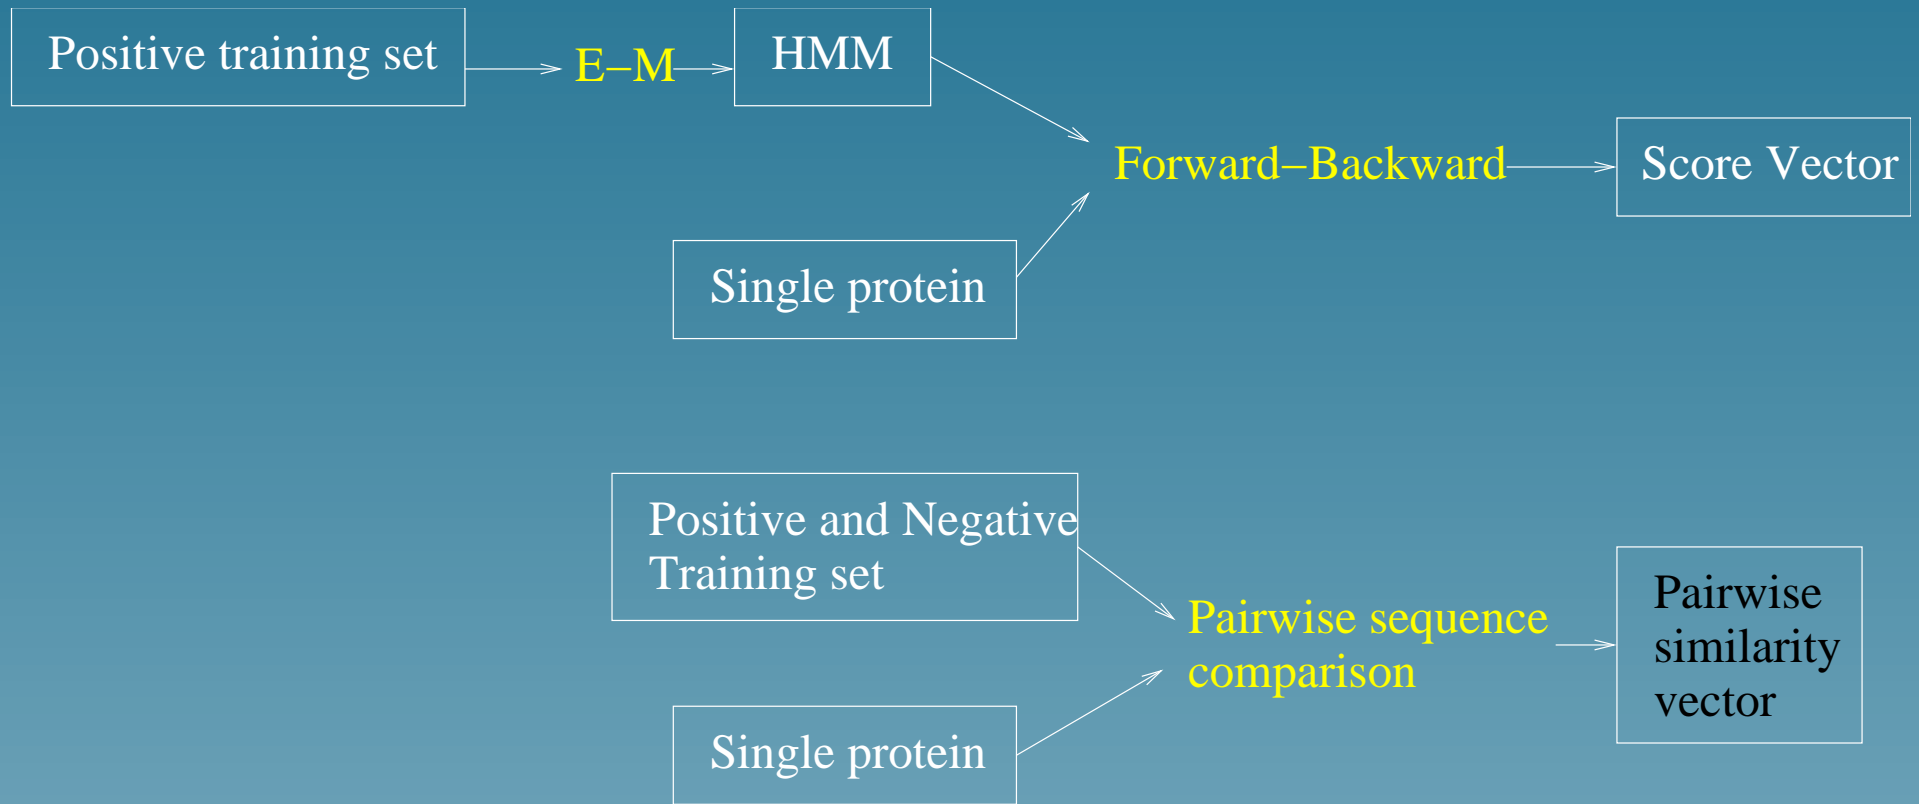 Positive training set
E−M
HMM
Forward−Backward
Score Vector
Single protein
Positive and Negative
Training set
Pairwise sequence
comparison
Pairwise
similarity
vector
Single protein